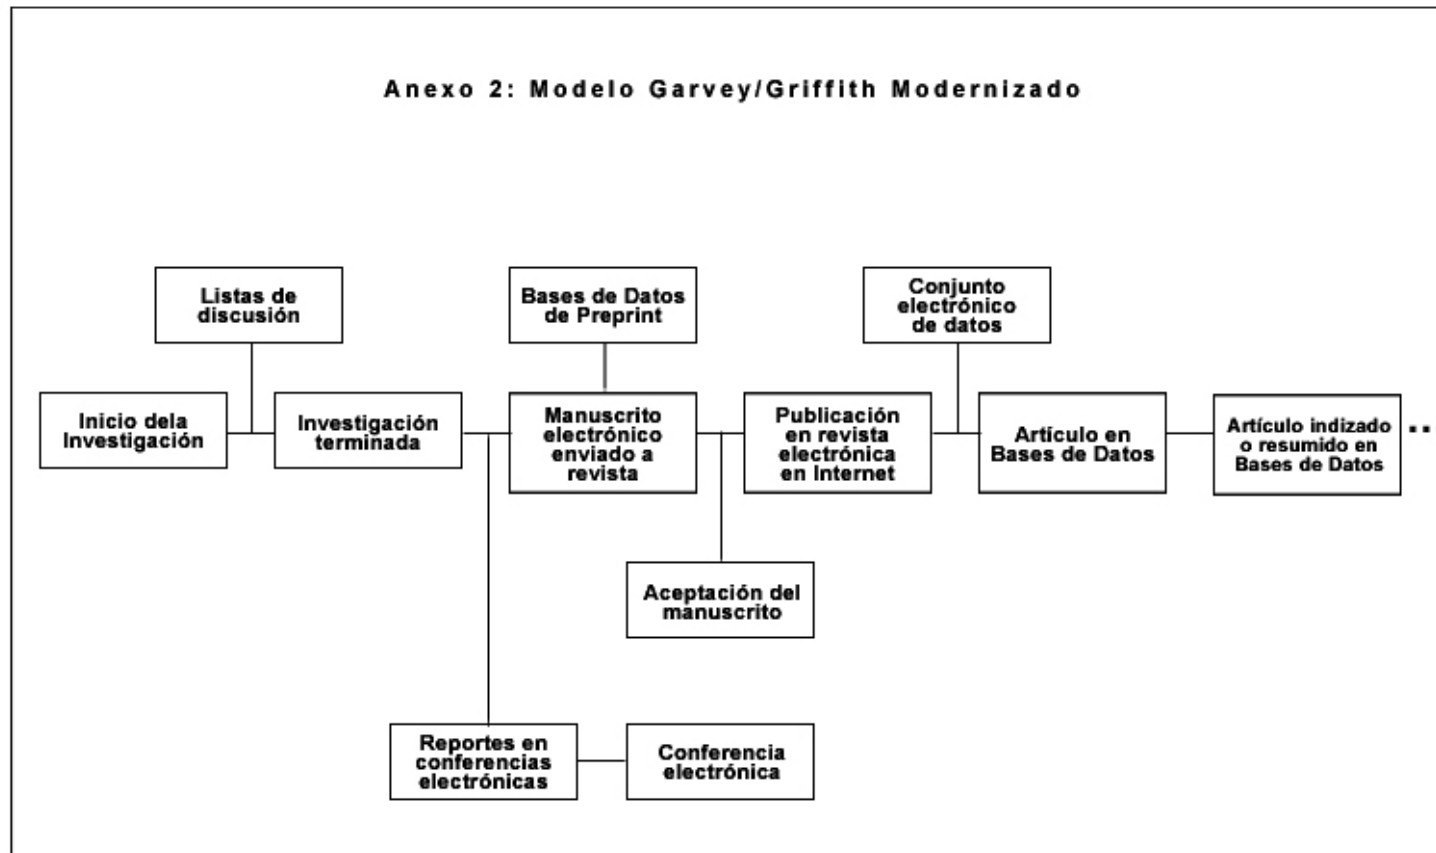 Anexo 2: Modelo Garvey/Griffith Modernizado
Listas de
discusión
Bases de Datos
de Preprint
Conjunto
electrónico
de datos
Inicio dela
Investigación
Investigación
terminada
Manuscrito
electrónico
enviado a
revista
Publicación
en revista
electrónica
en Internet
Artículo en
Bases de Datos
Artículo indizado
o resumido en
Bases de Datos
..
Aceptación del
manuscrito
Reportes en
conferencias
electrónicas
Conferencia
electrónica